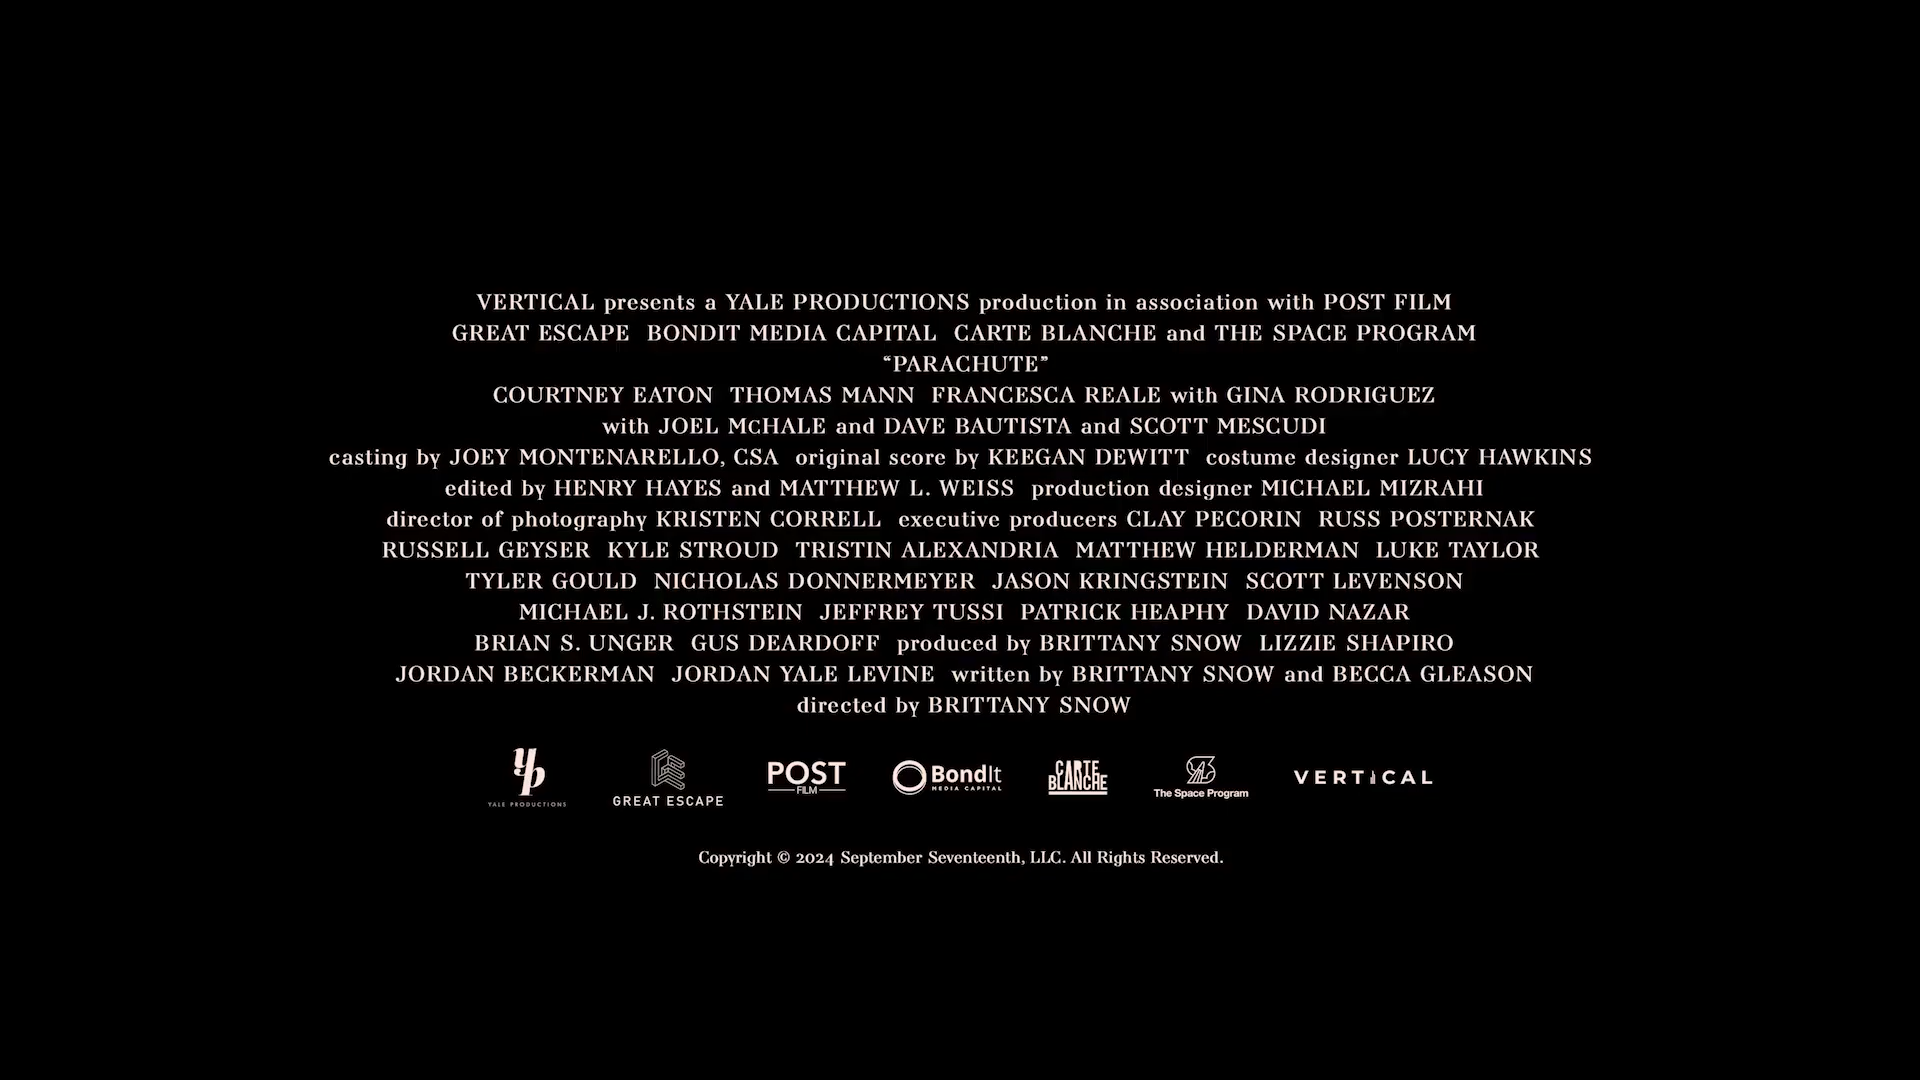 VERTICAL presents a YALE PRODUCTIONS production in association with POST FILM
GREAT ESCAPE BONDIT MEDIA CAPITAL CARTE BLANCHE and THE SPACE PROGRAM
“PARACHUTE”
COURTNEY EATON THOMAS MANN FRANCESCA REALE with GINA RODRIGUEZ
with JOEL McHALE and DAVE BAUTISTA and SCOTT MESCUDI
casting by JOEY MONTENARELLO, CSA original score by KEEGAN DEWITT costume designer LUCY HAWKINS
edited by HENRY HAYES and MATTHEW L. WEISS production designer MICHAEL MIZRAHI
director of photography KRISTEN CORRELL executive producers CLAY PECORIN RUSS POSTERNAK
RUSSELL GEYSER KYLE STROUD TRISTIN ALEXANDRIA MATTHEW HELDERMAN LUKE TAYLOR
TYLER GOULD NICHOLAS DONNERMEYER JASON KRINGSTEIN SCOTT LEVENSON
MICHAEL J. ROTHSTEIN JEFFREY TUSSI PATRICK HEAPHY DAVID NAZAR
BRIAN S. UNGER GUS DEARDOFF produced by BRITTANY SNOW LIZZIE SHAPIRO
JORDAN BECKERMAN JORDAN YALE LEVINE written by BRITTANY SNOW and BECCA GLEASON
directed by BRITTANY SNOW
yp YALE PRODUCTIONS
GREAT ESCAPE
POST FILM
BondIt MEDIA CAPITAL
CARTE BLANCHE
The Space Program
VERTICAL
Copyright © 2024 September Seventeenth, LLC. All Rights Reserved.